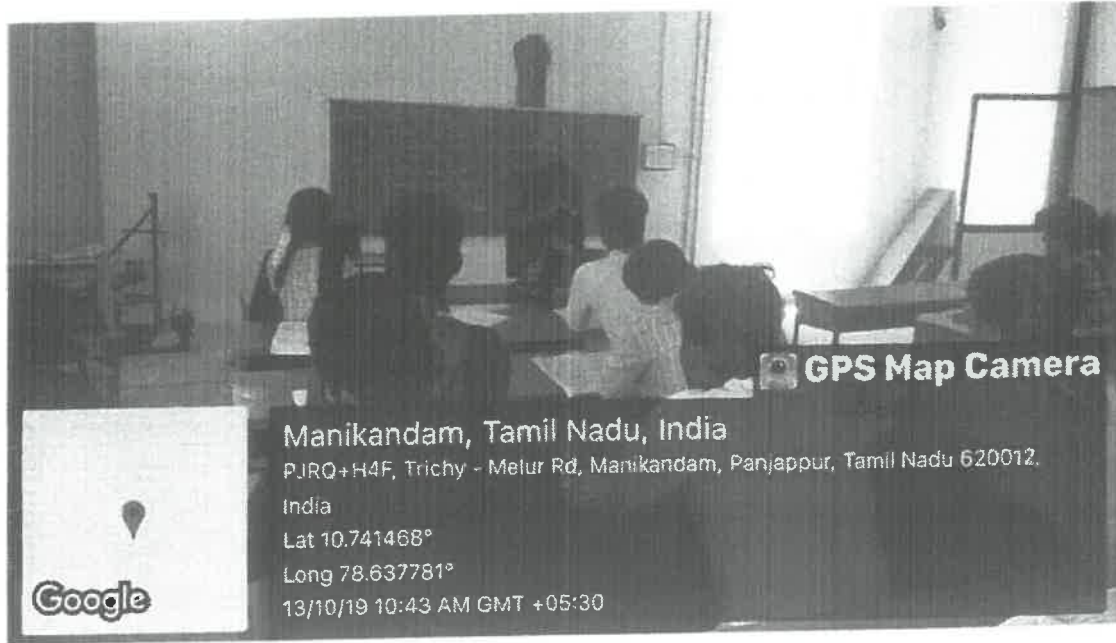 GPS Map Camera
Manikandam, Tamil Nadu, India
PJRQ+H4F, Trichy - Melur Rd, Manikandam, Panjappur, Tamil Nadu 620012,
India
Lat 10.741468°
Long 78.637781°
13/10/19 10:43 AM GMT +05:30
Google